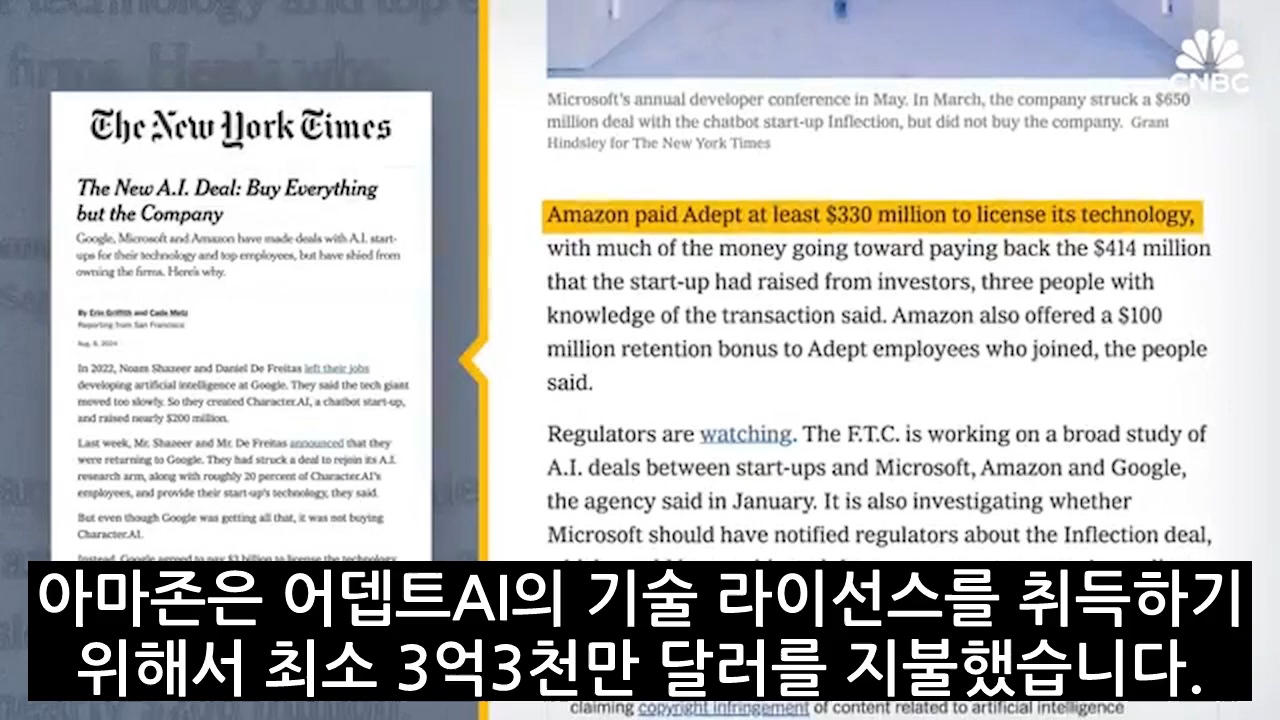 The New York Times
The New A.I. Deal: Buy Everything
but the Company
Google, Microsoft and Amazon have made deals with A.I. start-
ups for their technology and top employees, but have shied from
owning the firms. Here's why.
By Erin Griffith and Cade Metz
Reporting from San Francisco
Aug. 8, 2024
In 2022, Noam Shazeer and Daniel De Freitas left their jobs
developing artificial intelligence at Google. They said the tech giant
moved too slowly. So they created Character.AI, a chatbot start-up,
and raised nearly $200 million.
Last week, Mr. Shazeer and Mr. De Freitas announced that they
were returning to Google. They had struck a deal to rejoin its A.I.
research arm, along with roughly 20 percent of Character.AI's
employees, and provide their start-up's technology, they said.
But even though Google was getting all that, it was not buying
Character.AI.
Instead, Google agreed to pay $3 billion to license the technology
CNBC
Microsoft's annual developer conference in May. In March, the company struck a $650
million deal with the chatbot start-up Inflection, but did not buy the company. Grant
Hindsley for The New York Times
Amazon paid Adept at least $330 million to license its technology,
with much of the money going toward paying back the $414 million
that the start-up had raised from investors, three people with
knowledge of the transaction said. Amazon also offered a $100
million retention bonus to Adept employees who joined, the people
said.
Regulators are watching. The F.T.C. is working on a broad study of
A.I. deals between start-ups and Microsoft, Amazon and Google,
the agency said in January. It is also investigating whether
Microsoft should have notified regulators about the Inflection deal,
아마존은 어뎁트AI의 기술 라이선스를 취득하기
위해서 최소 3억3천만 달러를 지불했습니다.
claiming copyright infringement of content related to artificial intelligence